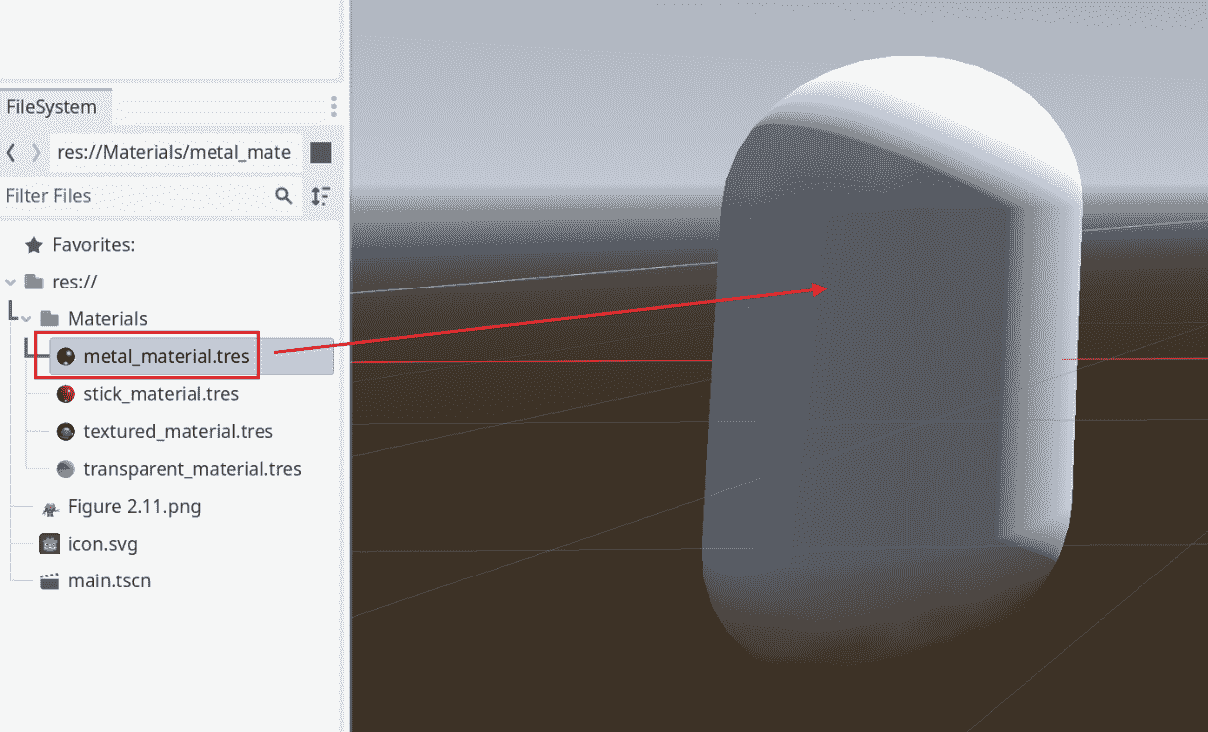 FileSystem
res://Materials/metal_mate
Filter Files
Favorites:
res://
Materials
metal_material.tres
stick_material.tres
textured_material.tres
transparent_material.tres
Figure 2.11.png
icon.svg
main.tscn